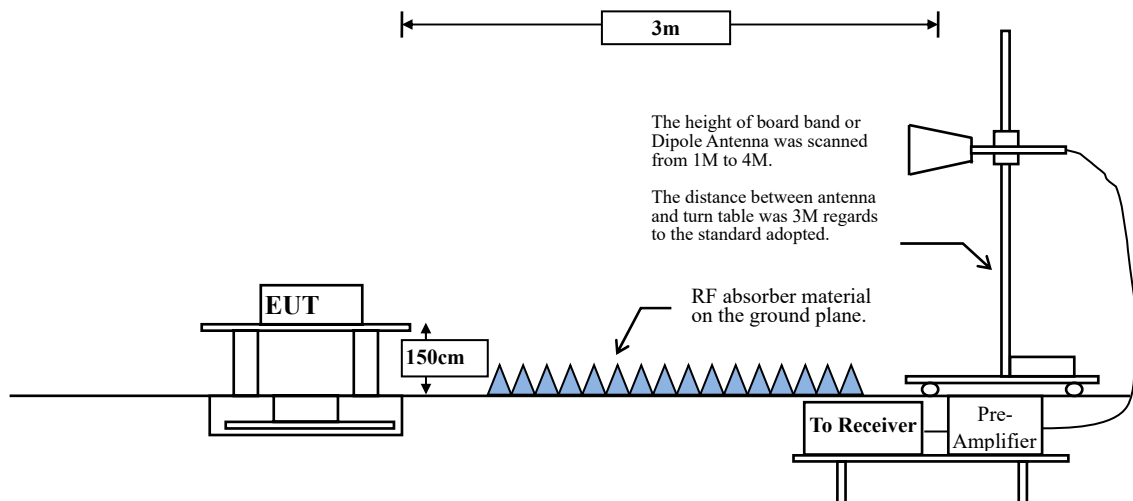 3m
The height of board band or
Dipole Antenna was scanned
from 1M to 4M.
The distance between antenna
and turn table was 3M regards
to the standard adopted.
EUT
RF absorber material
on the ground plane.
150cm
To Receiver
Pre-
Amplifier